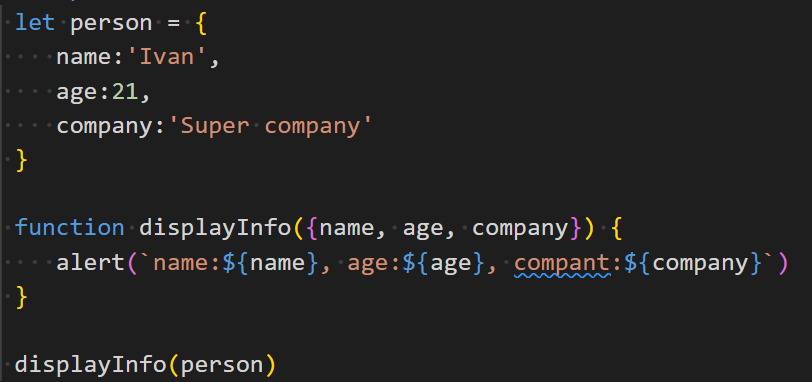 let person = {
    name:'Ivan',
    age:21,
    company:'Super company'
}
function displayInfo({name, age, company}) {
    alert(`name:${name}, age:${age}, compant:${company}`)
}
displayInfo(person)